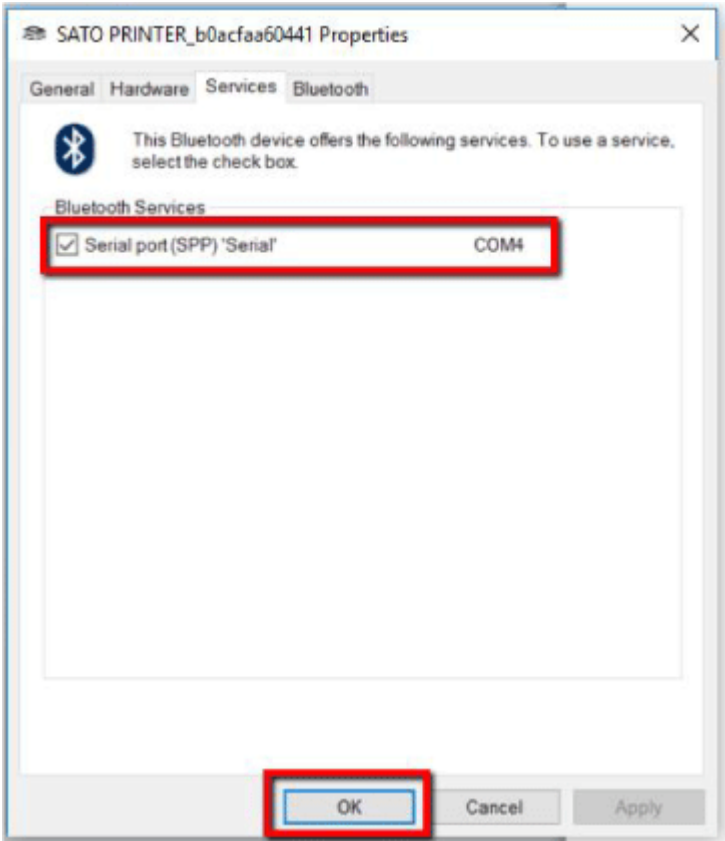 SATO PRINTER_b0acfaa60441 Properties
General Hardware Services Bluetooth
This Bluetooth device offers the following services. To use a service,
select the check box.
Bluetooth Services
Serial port (SPP) 'Serial' COM4
OK Cancel Apply